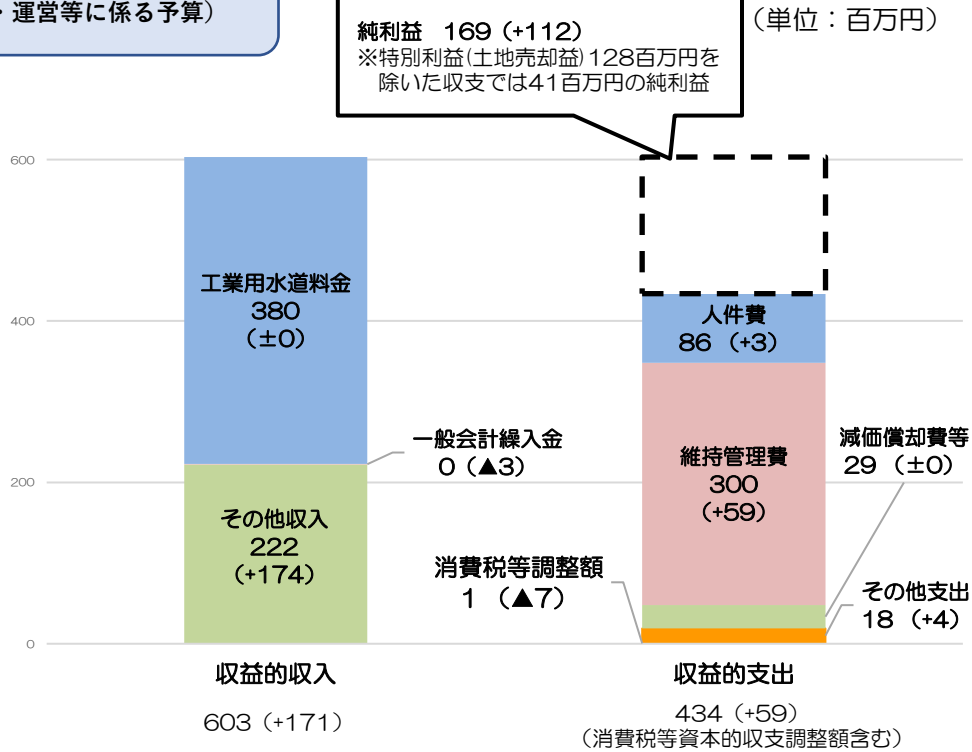 ・運営等に係る予算）
（単位：百万円）
純利益 169（+112）
※特別利益(土地売却益)128百万円を
除いた収支では41百万円の純利益
600
400
200
0
工業用水道料金
380
（±0）
一般会計繰入金
0（▲3）
その他収入
222
（+174）
収益的収入
603（+171）
人件費
86（+3）
維持管理費
300
（+59）
減価償却費等
29（±0）
消費税等調整額
1（▲7）
その他支出
18（+4）
収益的支出
434（+59）
（消費税等資本的収支調整額含む）